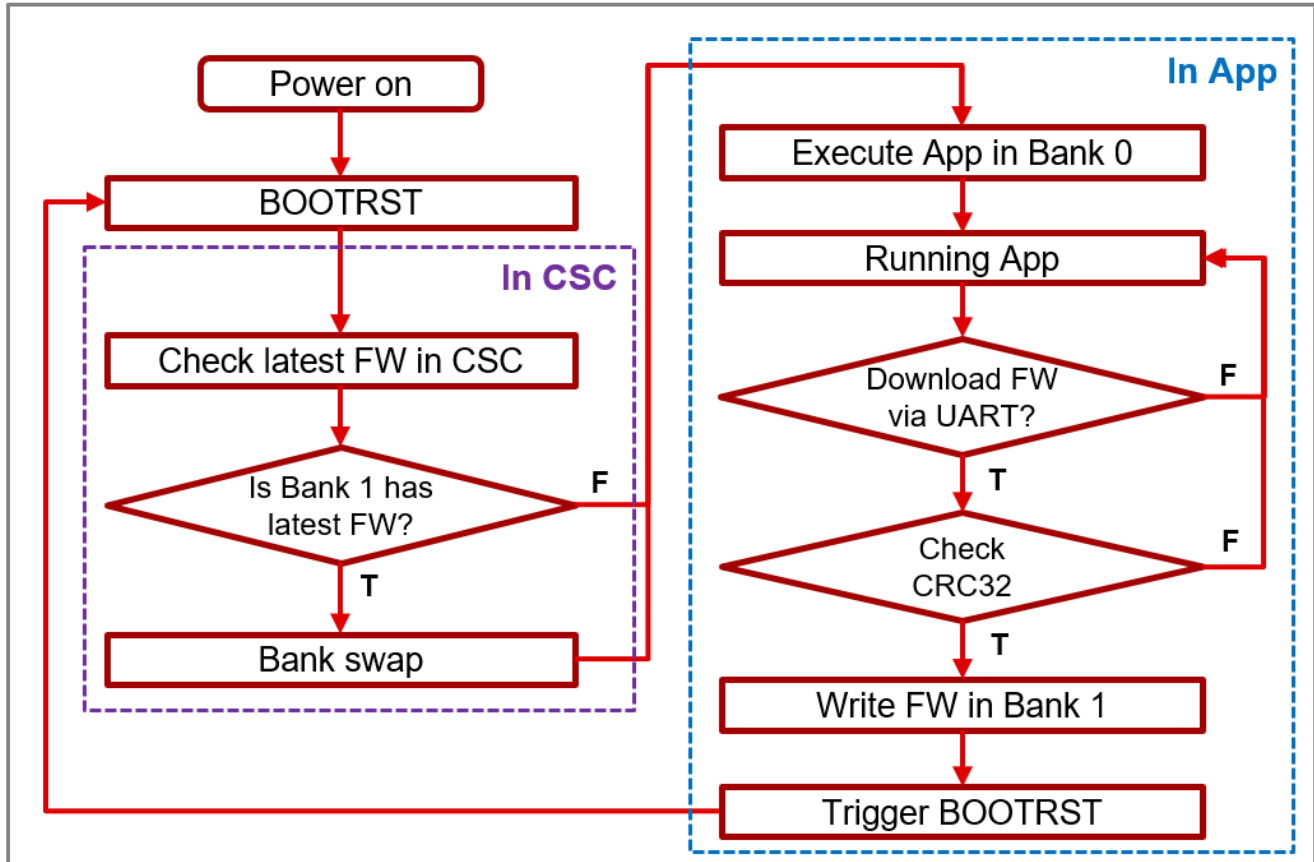 Power on
BOOTRST
In CSC
Check latest FW in CSC
Is Bank 1 has
latest FW?
F
T
Bank swap
In App
Execute App in Bank 0
Running App
Download FW
via UART?
F
T
Check
CRC32
F
T
Write FW in Bank 1
Trigger BOOTRST